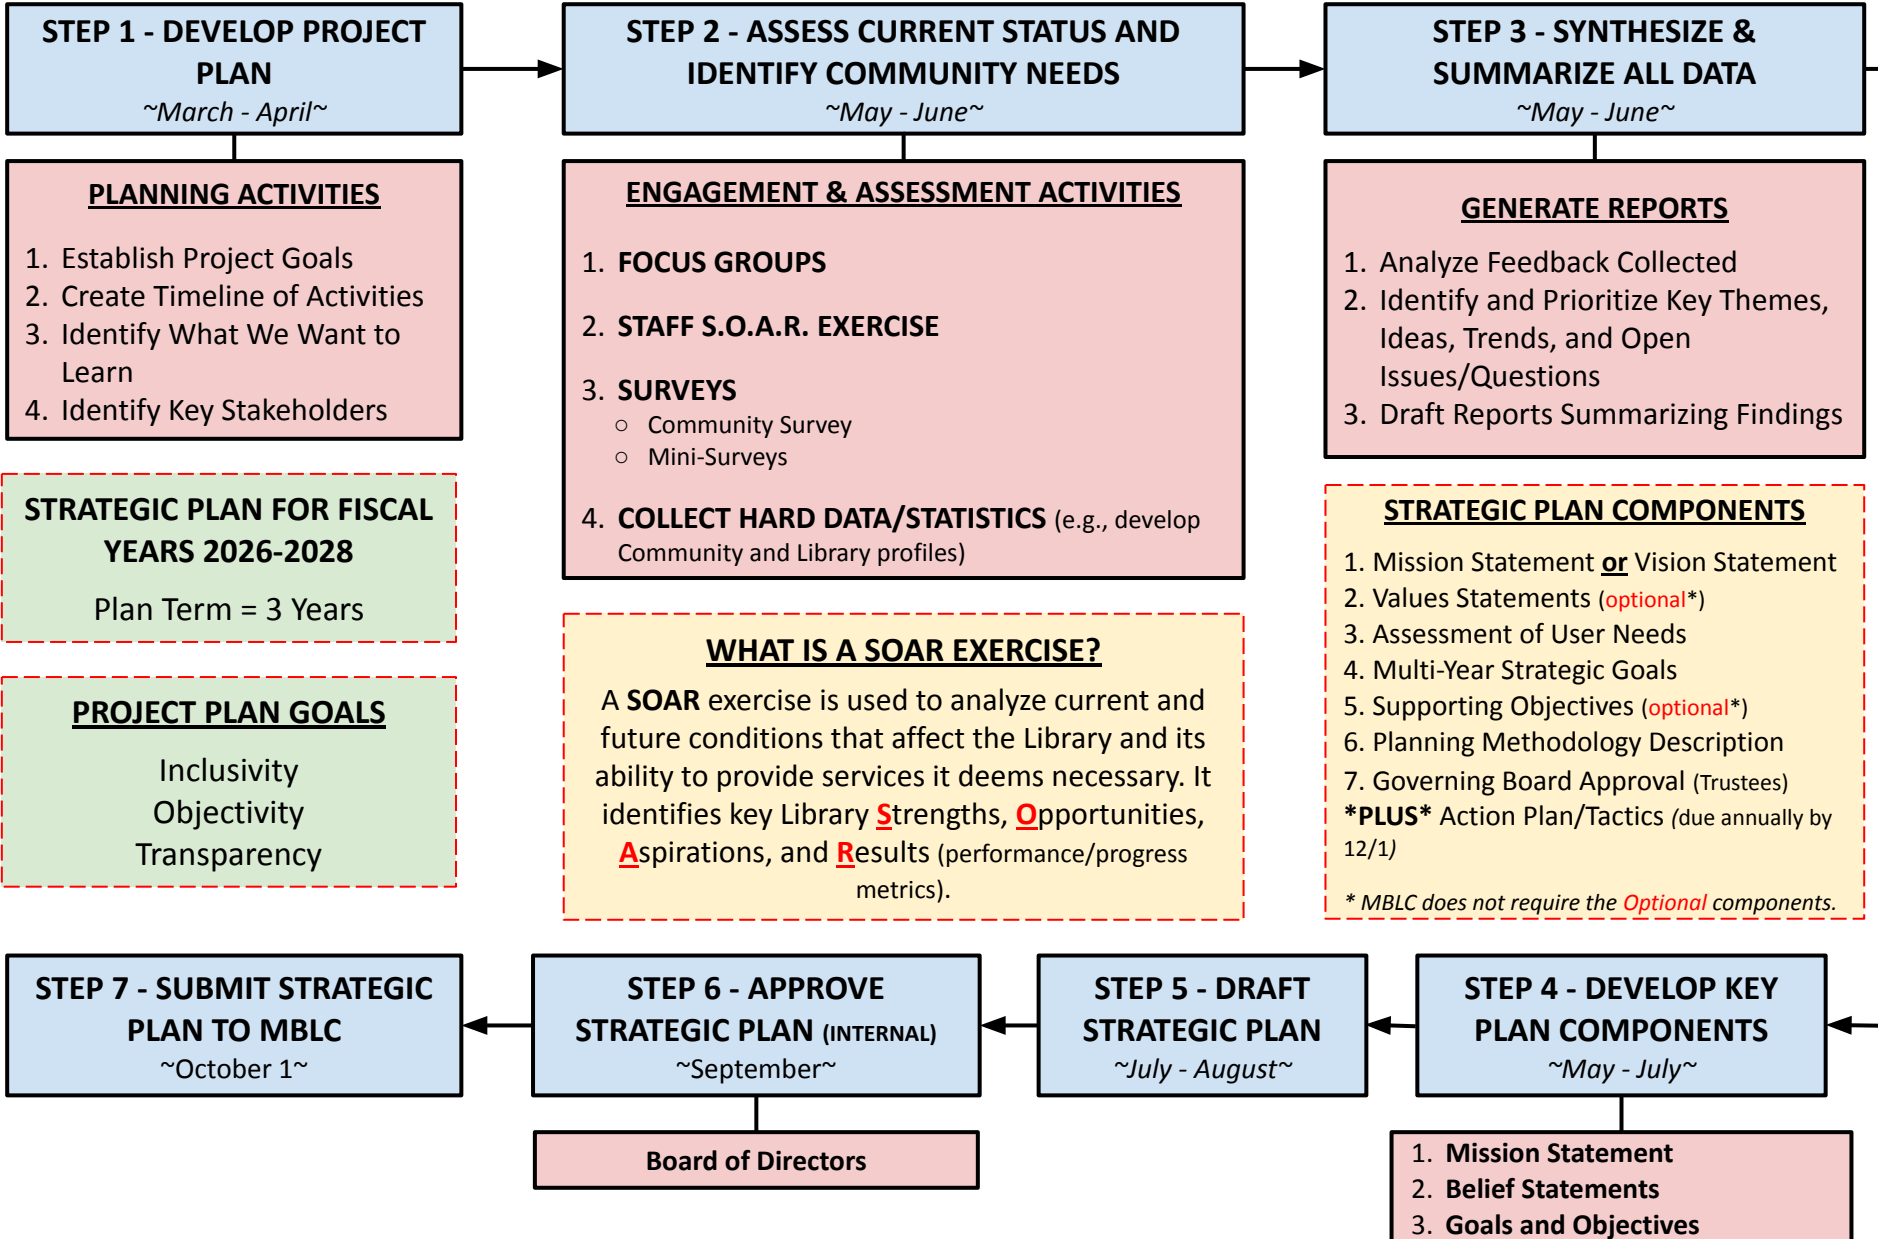 STEP 1 - DEVELOP PROJECT
PLAN
~March - April~
STEP 2 - ASSESS CURRENT STATUS AND
IDENTIFY COMMUNITY NEEDS
~May - June~
STEP 3 - SYNTHESIZE &
SUMMARIZE ALL DATA
~May - June~
PLANNING ACTIVITIES
1. Establish Project Goals
2. Create Timeline of Activities
3. Identify What We Want to
Learn
4. Identify Key Stakeholders
ENGAGEMENT & ASSESSMENT ACTIVITIES
1. FOCUS GROUPS
2. STAFF S.O.A.R. EXERCISE
3. SURVEYS
○ Community Survey
○ Mini-Surveys
4. COLLECT HARD DATA/STATISTICS (e.g., develop
Community and Library profiles)
GENERATE REPORTS
1. Analyze Feedback Collected
2. Identify and Prioritize Key Themes,
Ideas, Trends, and Open
Issues/Questions
3. Draft Reports Summarizing Findings
STRATEGIC PLAN FOR FISCAL
YEARS 2026-2028
Plan Term = 3 Years
PROJECT PLAN GOALS
Inclusivity
Objectivity
Transparency
WHAT IS A SOAR EXERCISE?
A SOAR exercise is used to analyze current and
future conditions that affect the Library and its
ability to provide services it deems necessary. It
identifies key Library Strengths, Opportunities,
Aspirations, and Results (performance/progress
metrics).
STRATEGIC PLAN COMPONENTS
1. Mission Statement or Vision Statement
2. Values Statements (optional*)
3. Assessment of User Needs
4. Multi-Year Strategic Goals
5. Supporting Objectives (optional*)
6. Planning Methodology Description
7. Governing Board Approval (Trustees)
*PLUS* Action Plan/Tactics (due annually by
12/1)
* MBLC does not require the Optional components.
STEP 7 - SUBMIT STRATEGIC
PLAN TO MBLC
~October 1~
STEP 6 - APPROVE
STRATEGIC PLAN (INTERNAL)
~September~
STEP 5 - DRAFT
STRATEGIC PLAN
~July - August~
STEP 4 - DEVELOP KEY
PLAN COMPONENTS
~May - July~
Board of Directors
1. Mission Statement
2. Belief Statements
3. Goals and Objectives